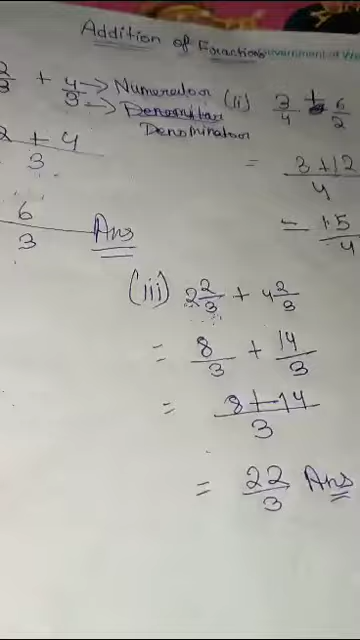 Addition of Fractions
2/3 + 4/3 -> Numerator
-> Denominator
2 + 4
3
6/3 Ans
(ii) 3/4 + 6/2
= 3+12
4
= 15/4
(iii) 2 2/3 + 4 2/3
= 8/3 + 14/3
= 8+14
3
= 22/3 Ans